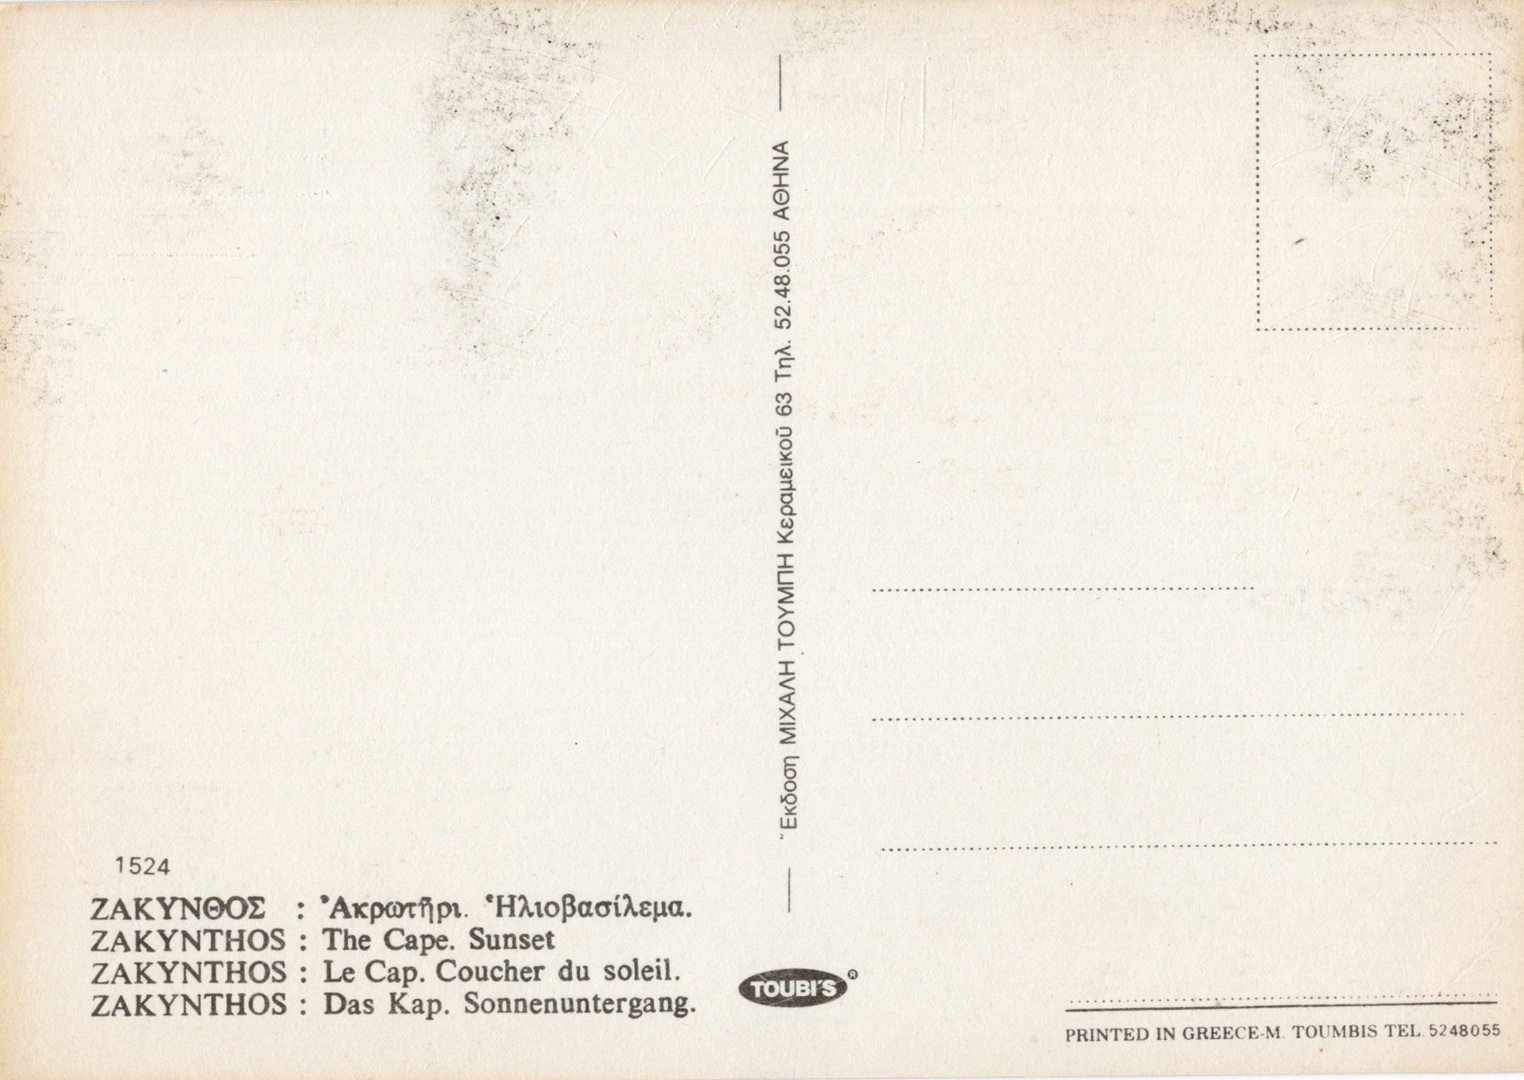 1524
ΖΑΚΥΝΘΟΣ : Ἀκρωτῆρι. Ἡλιοβασίλεμα.
ZAKYNTHOS : The Cape. Sunset
ZAKYNTHOS : Le Cap. Coucher du soleil.
ZAKYNTHOS : Das Kap. Sonnenuntergang.
Ἔκδοση ΜΙΧΑΛΗ ΤΟΥΜΠΗ Κεραμεικοῦ 63 Τηλ. 52.48.055 ΑΘΗΝΑ
TOUBI'S®
PRINTED IN GREECE-M. TOUMBIS TEL. 5248055